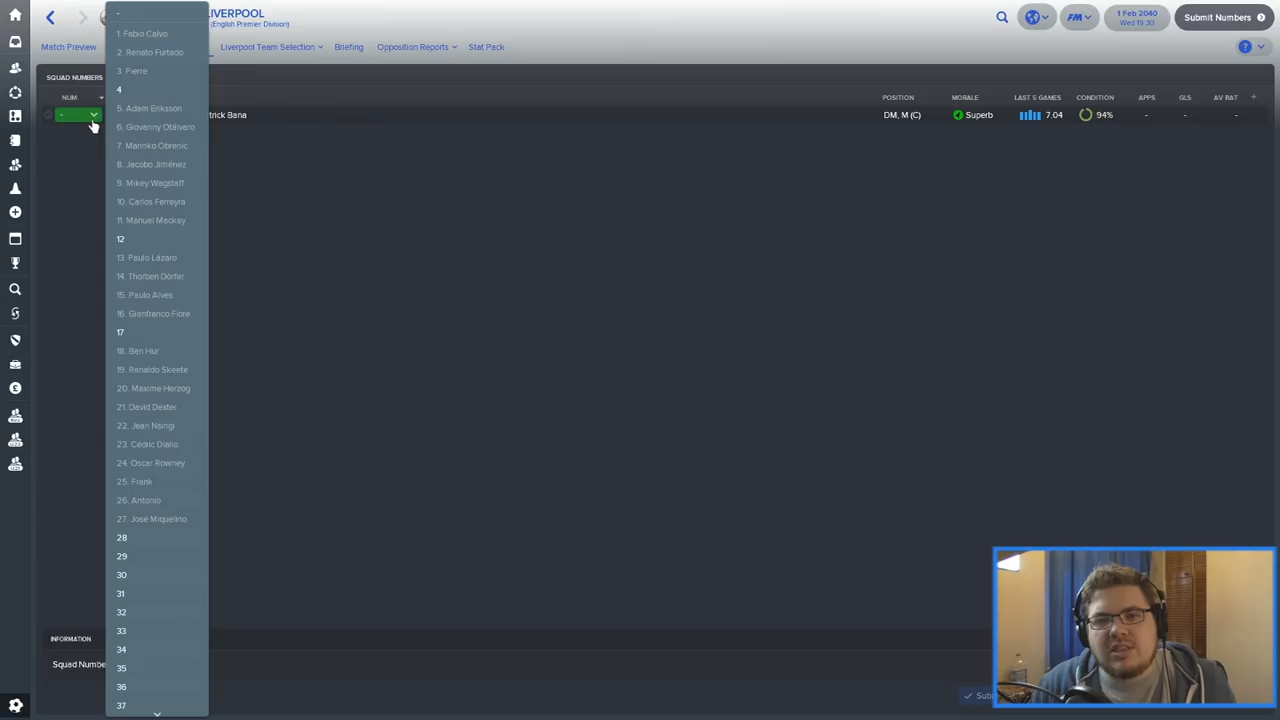 LIVERPOOL
(English Premier Division)
FM
1 Feb 2040
Wed 19:30
Submit Numbers
Match Preview
Liverpool Team Selection
Briefing
Opposition Reports
Stat Pack
?
SQUAD NUMBERS
NUM
POSITION
MORALE
LAST 5 GAMES
CONDITION
APPS
GLS
AV RAT
+
-
trick Bana
DM, M (C)
Superb
7.04
94%
-
-
-
-
1. Fabio Calvo
2. Renato Furtado
3. Pierre
4
5. Adam Eriksson
6. Giovanny Otálvaro
7. Marinko Obrenic
8. Jacobo Jiménez
9. Mikey Wagstaff
10. Carlos Ferreyra
11. Manuel Mackay
12
13. Paulo Lázaro
14. Thorben Dörfer
15. Paulo Alves
16. Gianfranco Fiore
17
18. Ben Hur
19. Renaldo Skeete
20. Maxime Herzog
21. David Dexter
22. Jean Nsingi
23. Cédric Diallo
24. Oscar Rowney
25. Frank
26. Antonio
27. José Miquelino
28
29
30
31
32
33
34
35
36
37
INFORMATION
Squad Numbe
Sub